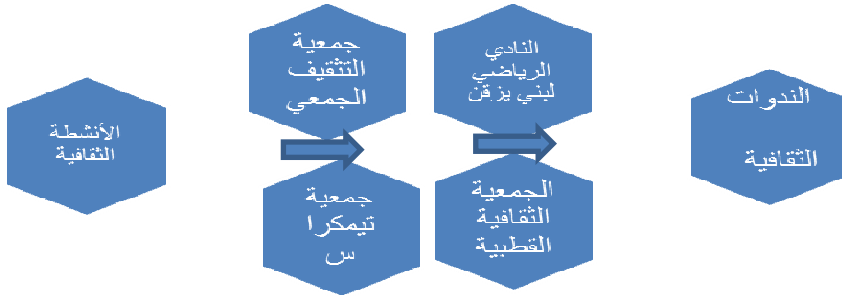 الأنشطة
الثقافية
جمعية
التثقيف
الجمعي
جمعية
تيمكرا
س
النادي
الرياضي
لبني يزقن
الجمعية
الثقافية
القطبية
الندوات
الثقافية